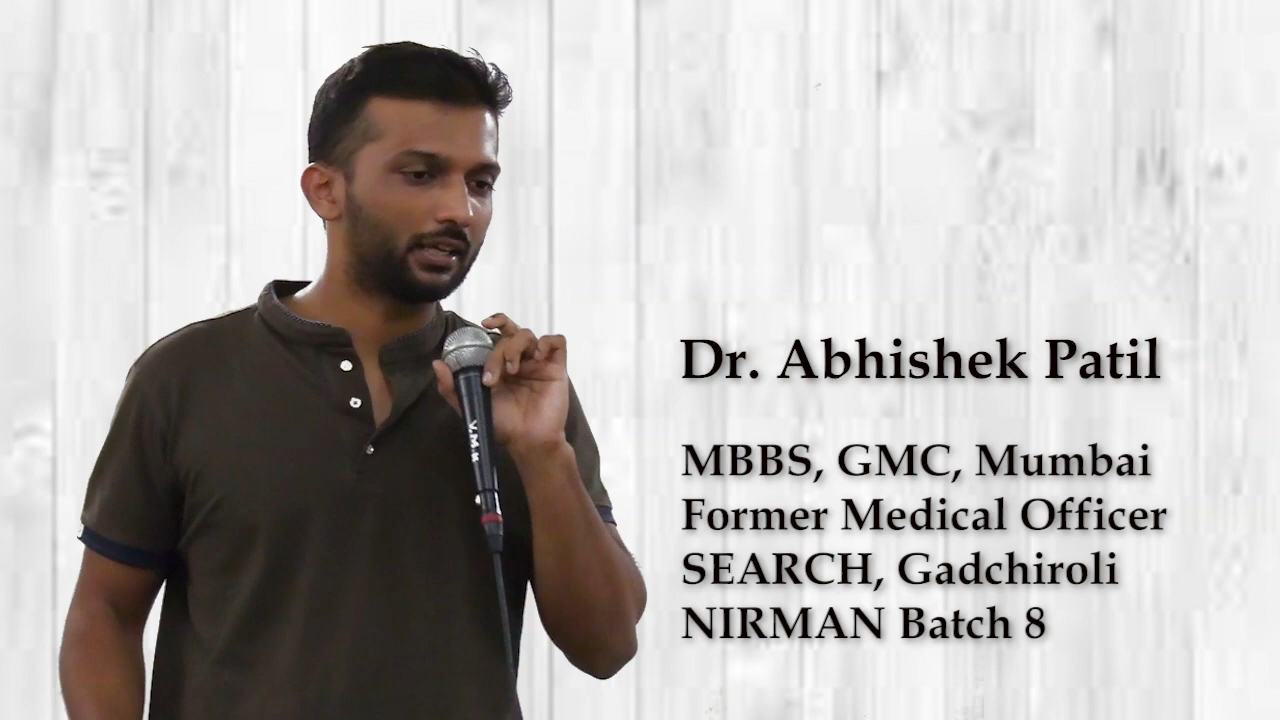 Dr. Abhishek Patil
MBBS, GMC, Mumbai
Former Medical Officer
SEARCH, Gadchiroli
NIRMAN Batch 8